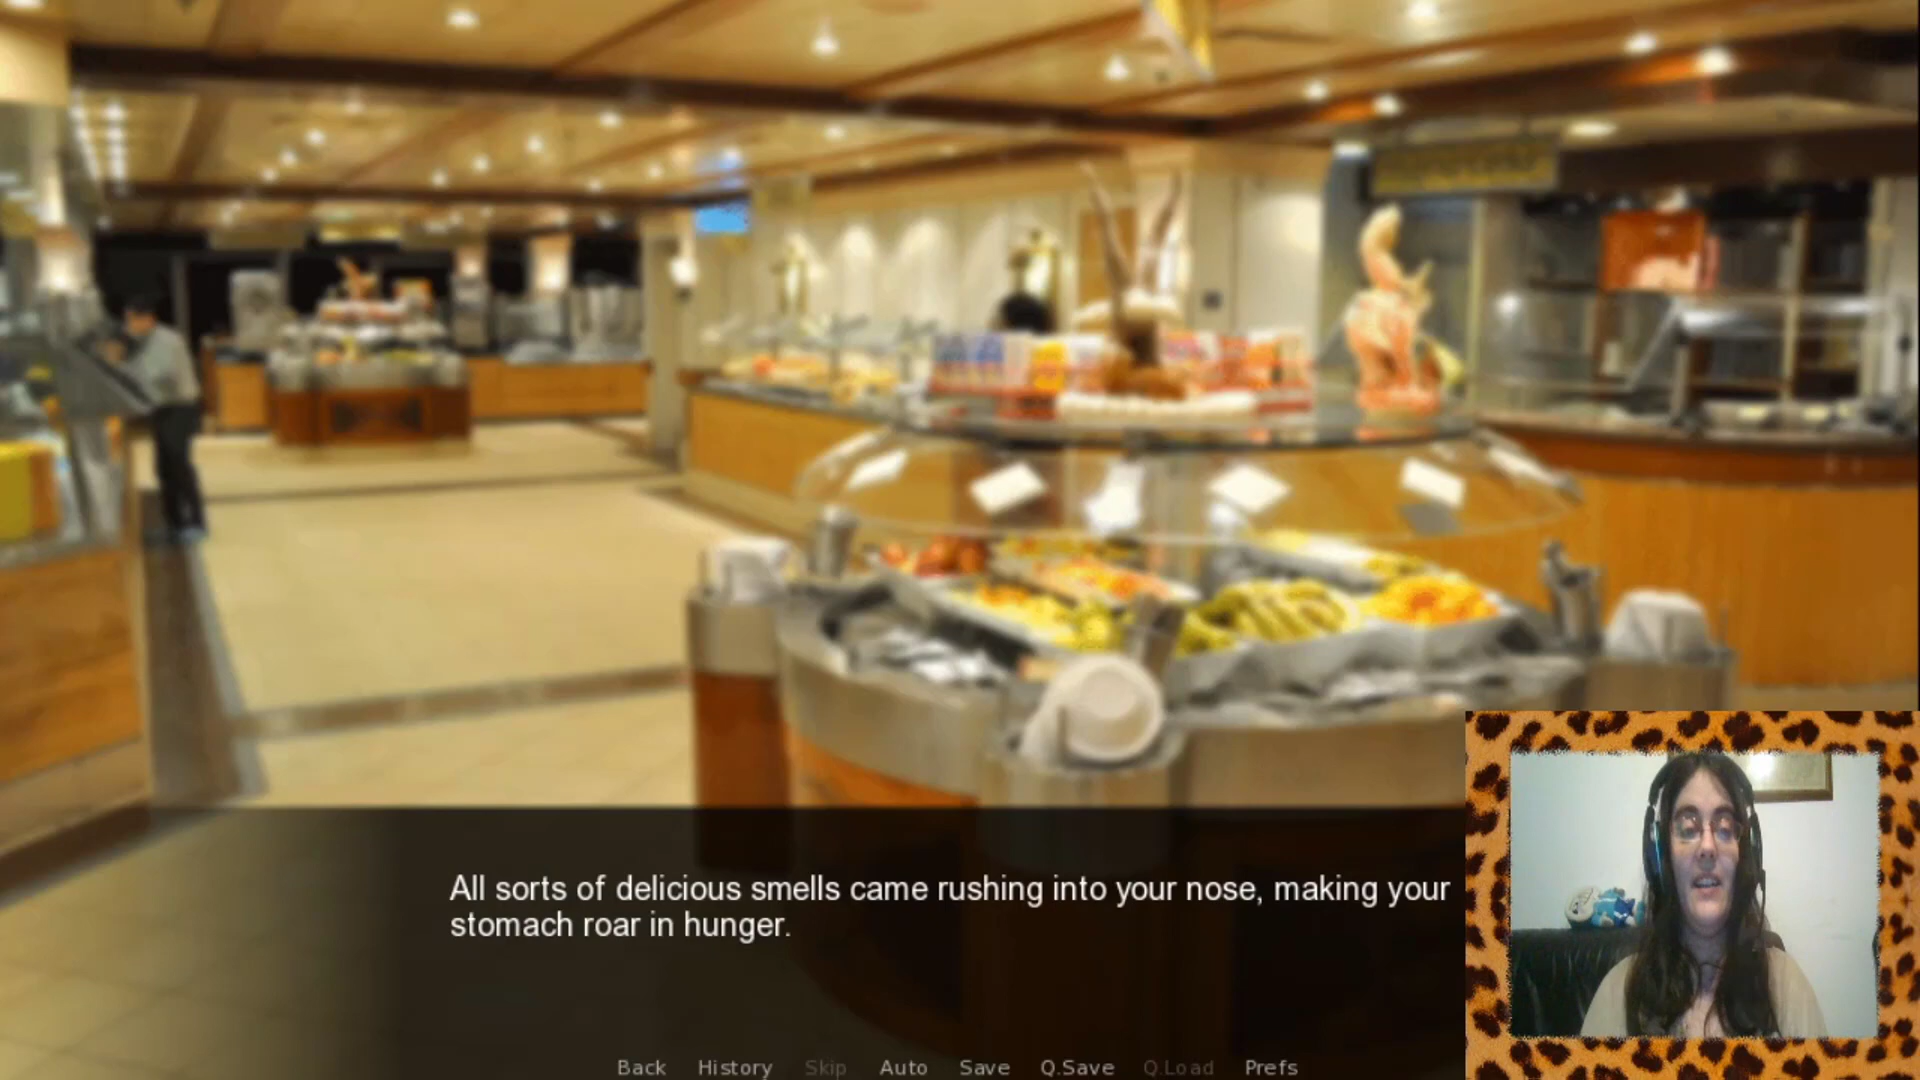 All sorts of delicious smells came rushing into your nose, making your
stomach roar in hunger.
Back History Skip Auto Save Q.Save Q.Load Prefs